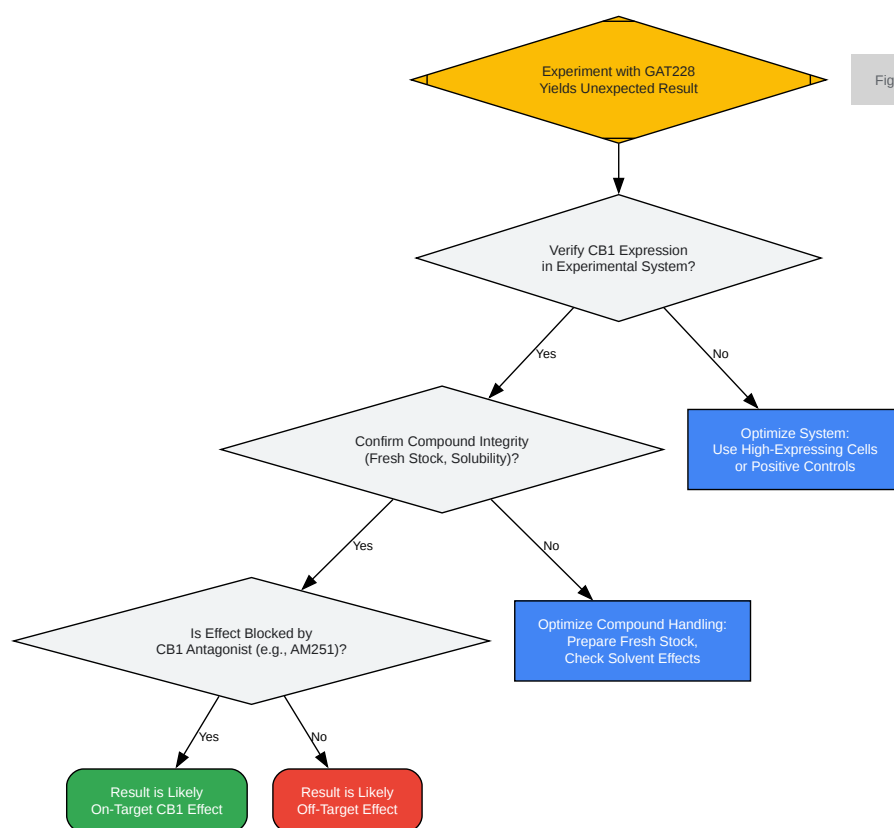 Experiment with GAT228
Yields Unexpected Result
Fig
Verify CB1 Expression
in Experimental System?
Yes
No
Confirm Compound Integrity
(Fresh Stock, Solubility)?
Optimize System:
Use High-Expressing Cells
or Positive Controls
Yes
No
Is Effect Blocked by
CB1 Antagonist (e.g., AM251)?
Optimize Compound Handling:
Prepare Fresh Stock,
Check Solvent Effects
Yes
No
Result is Likely
On-Target CB1 Effect
Result is Likely
Off-Target Effect